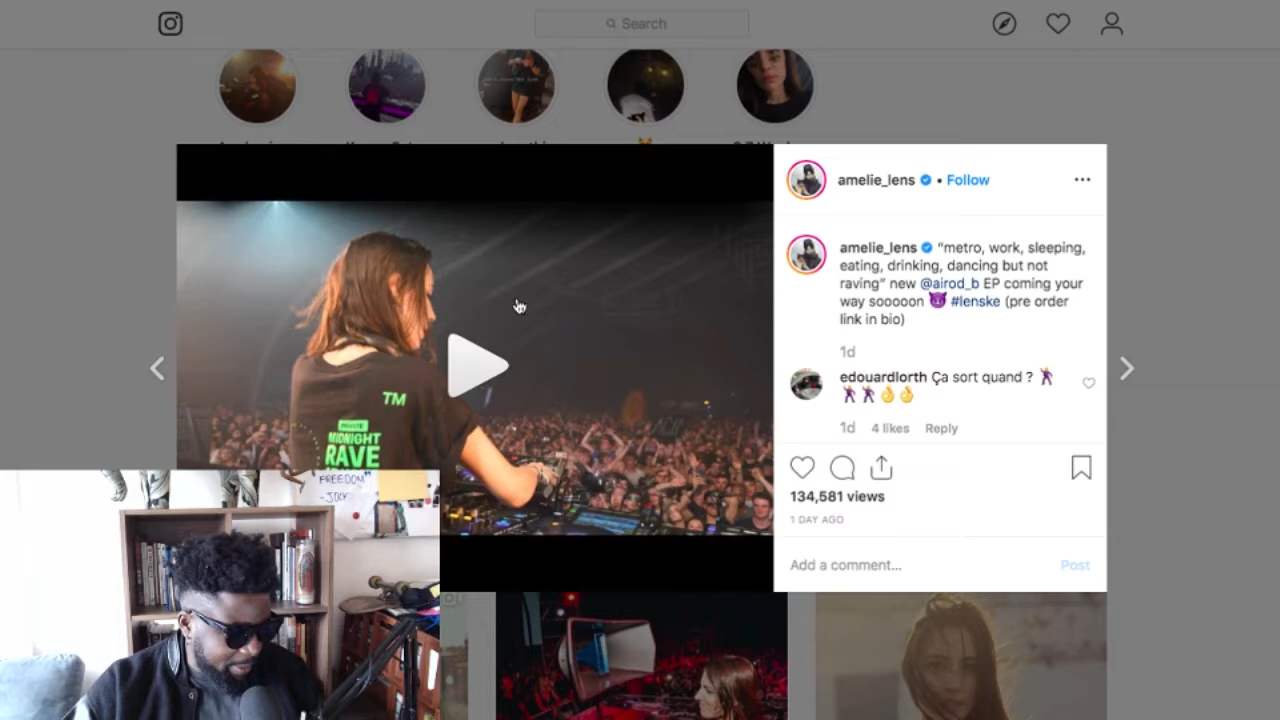 Search
amelie_lens • Follow
amelie_lens "metro, work, sleeping,
eating, drinking, dancing but not
raving" new @airod_b EP coming your
way sooooon 😈 #lenske (pre order
link in bio)
1d
edouardlorth Ça sort quand ? 🕺
🕺🕺👌👌
1d 4 likes Reply
134,581 views
1 DAY AGO
Add a comment... Post
TM
PRIVATE
MIDNIGHT
RAVE
FREEDOM"